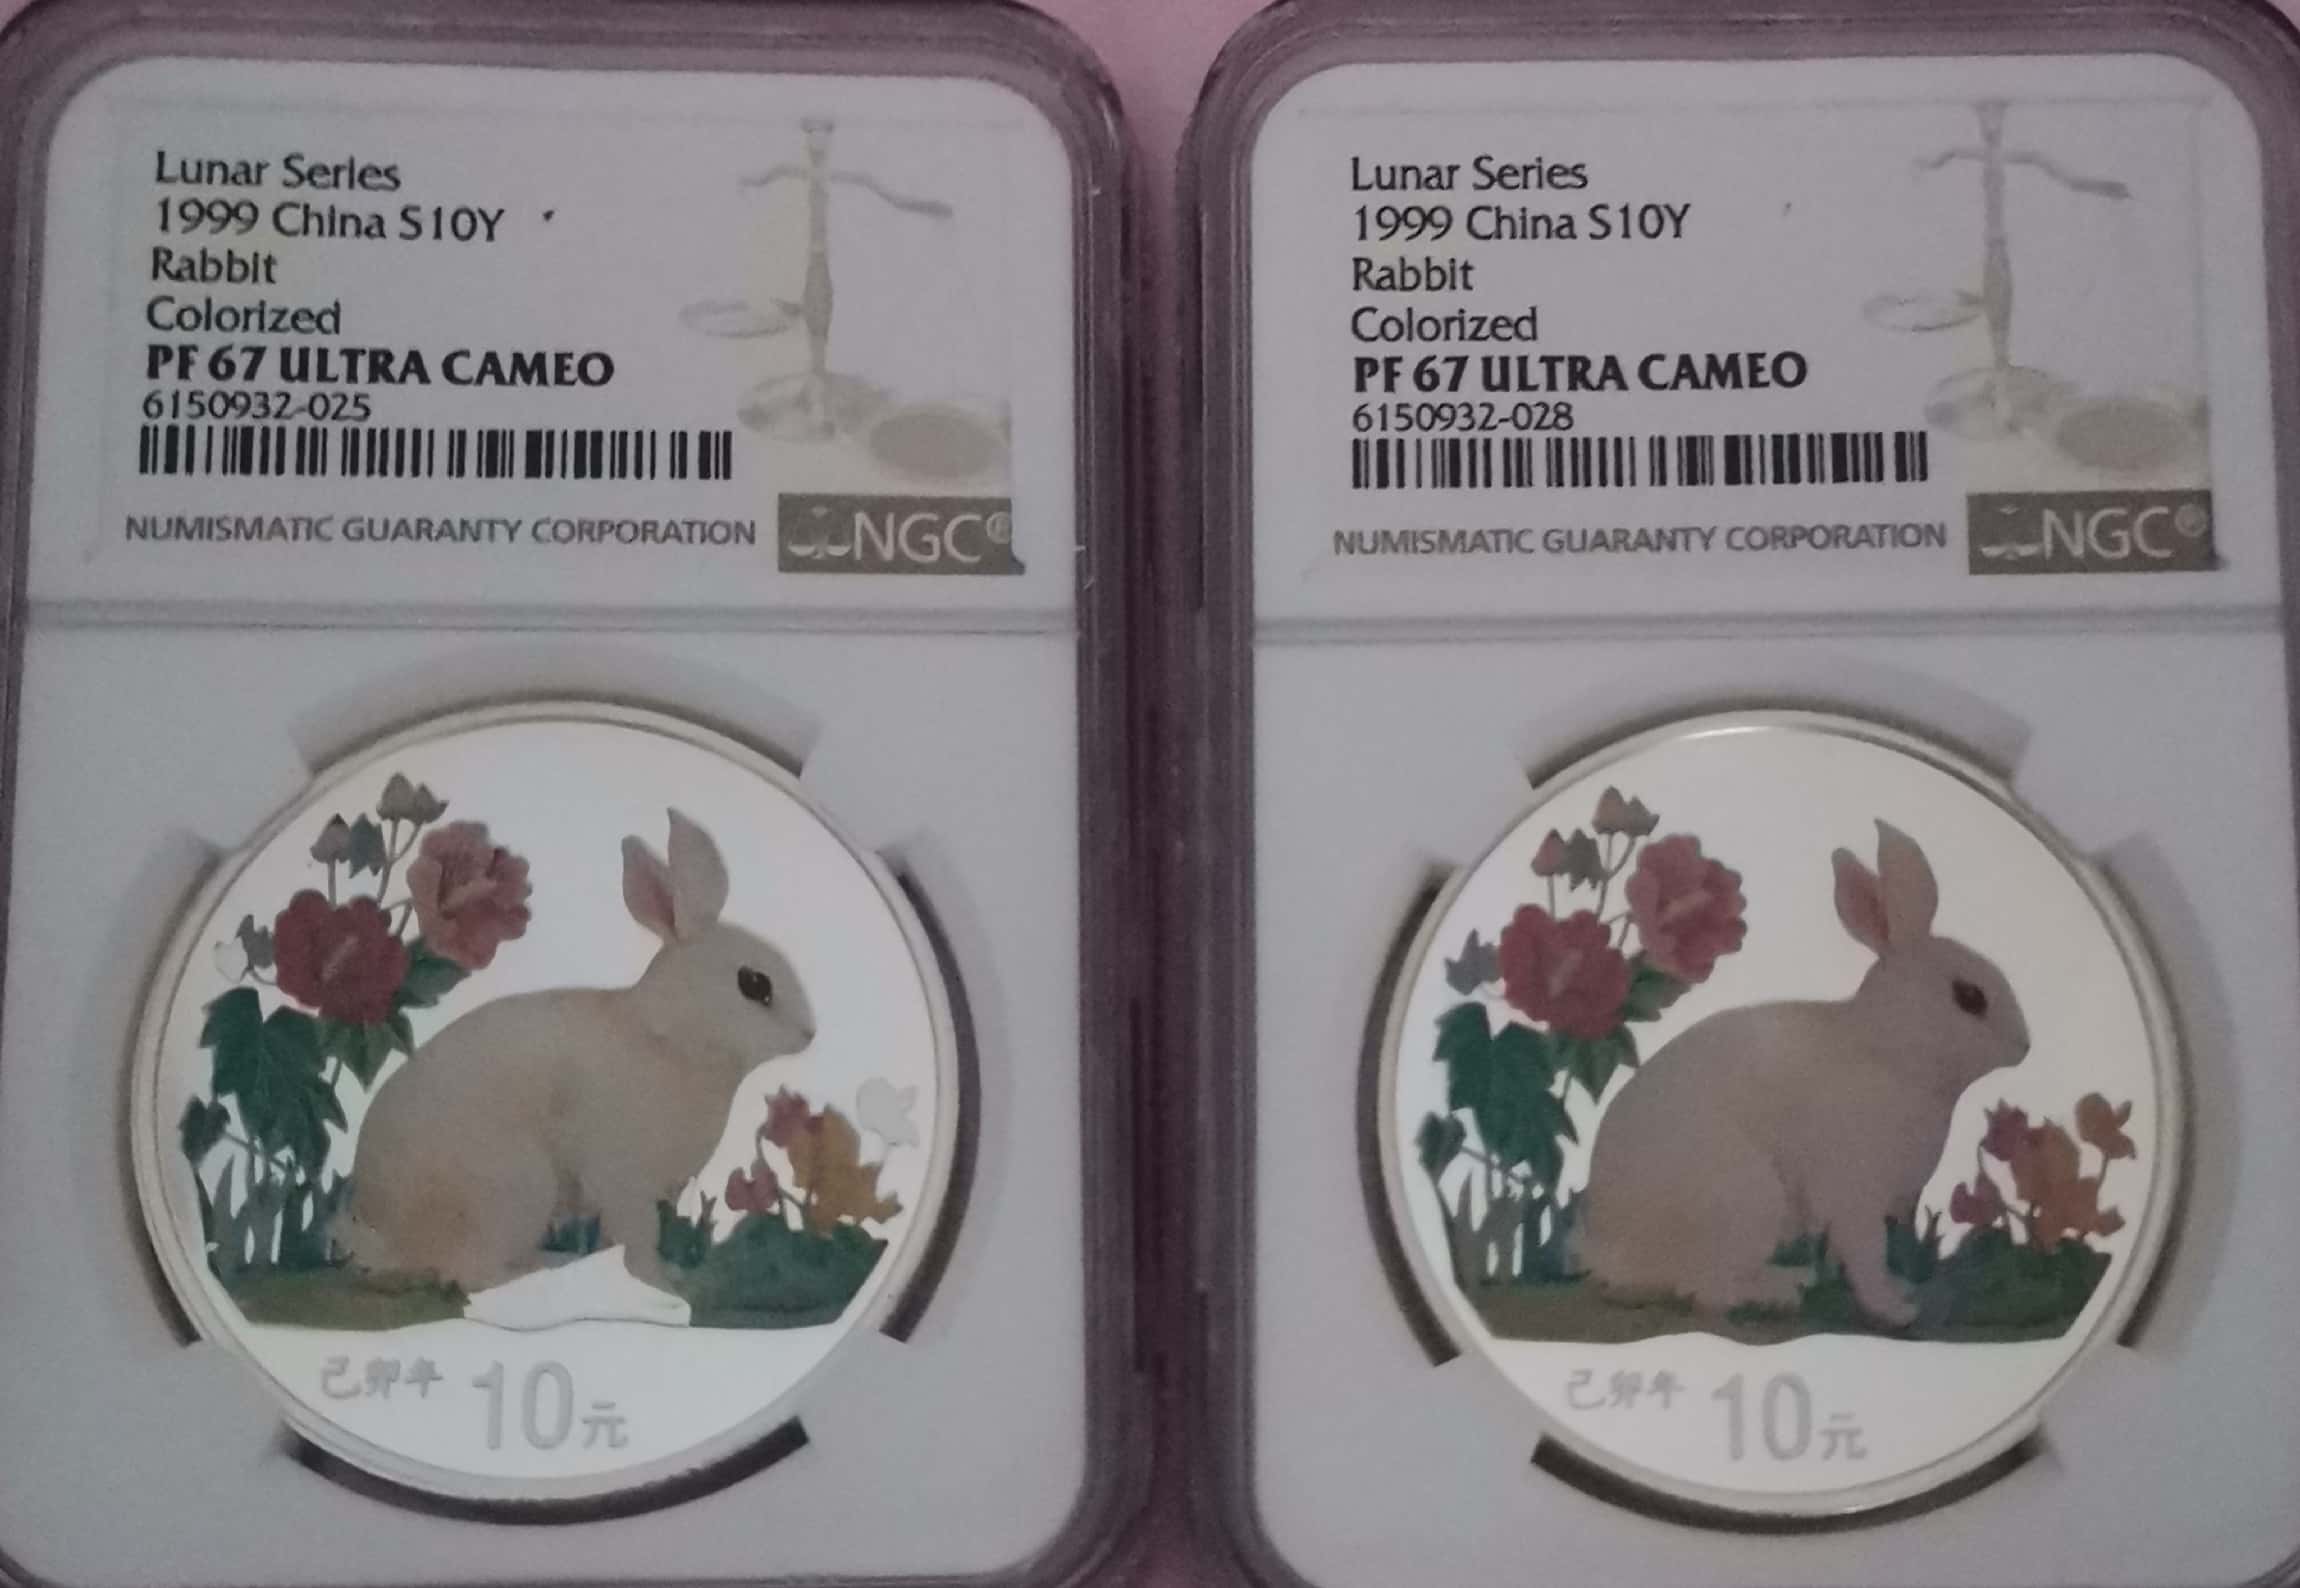 Lunar Series
1999 China S10Y
Rabbit
Colorized
PF 67 ULTRA CAMEO
6150932-025
NUMISMATIC GUARANTY CORPORATION
NGC®
己卯年 10元
Lunar Series
1999 China S10Y
Rabbit
Colorized
PF 67 ULTRA CAMEO
6150932-028
NUMISMATIC GUARANTY CORPORATION
NGC®
己卯年 10元